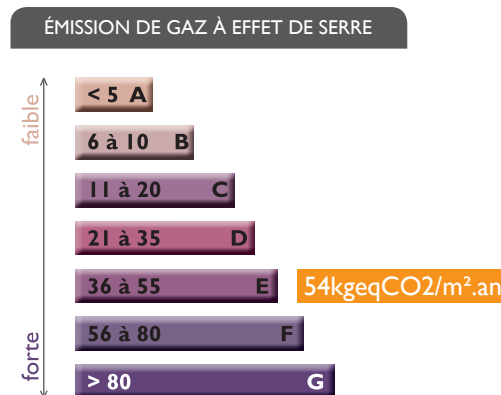 ÉMISSION DE GAZ À EFFET DE SERRE
faible
< 5 A
6 à 10 B
11 à 20 C
21 à 35 D
36 à 55 E 54kgeqCO2/m².an
56 à 80 F
forte
> 80 G